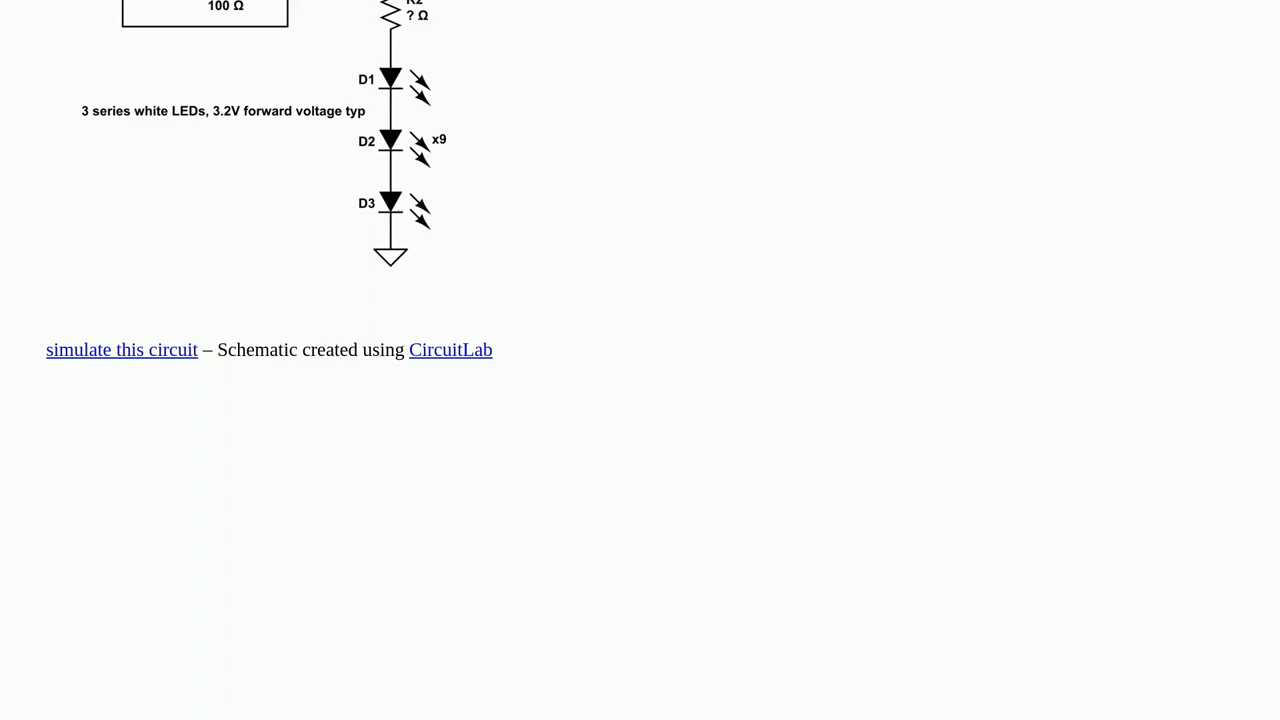 100 Ω
R2
? Ω
D1
3 series white LEDs, 3.2V forward voltage typ
D2
x9
D3
simulate this circuit – Schematic created using CircuitLab